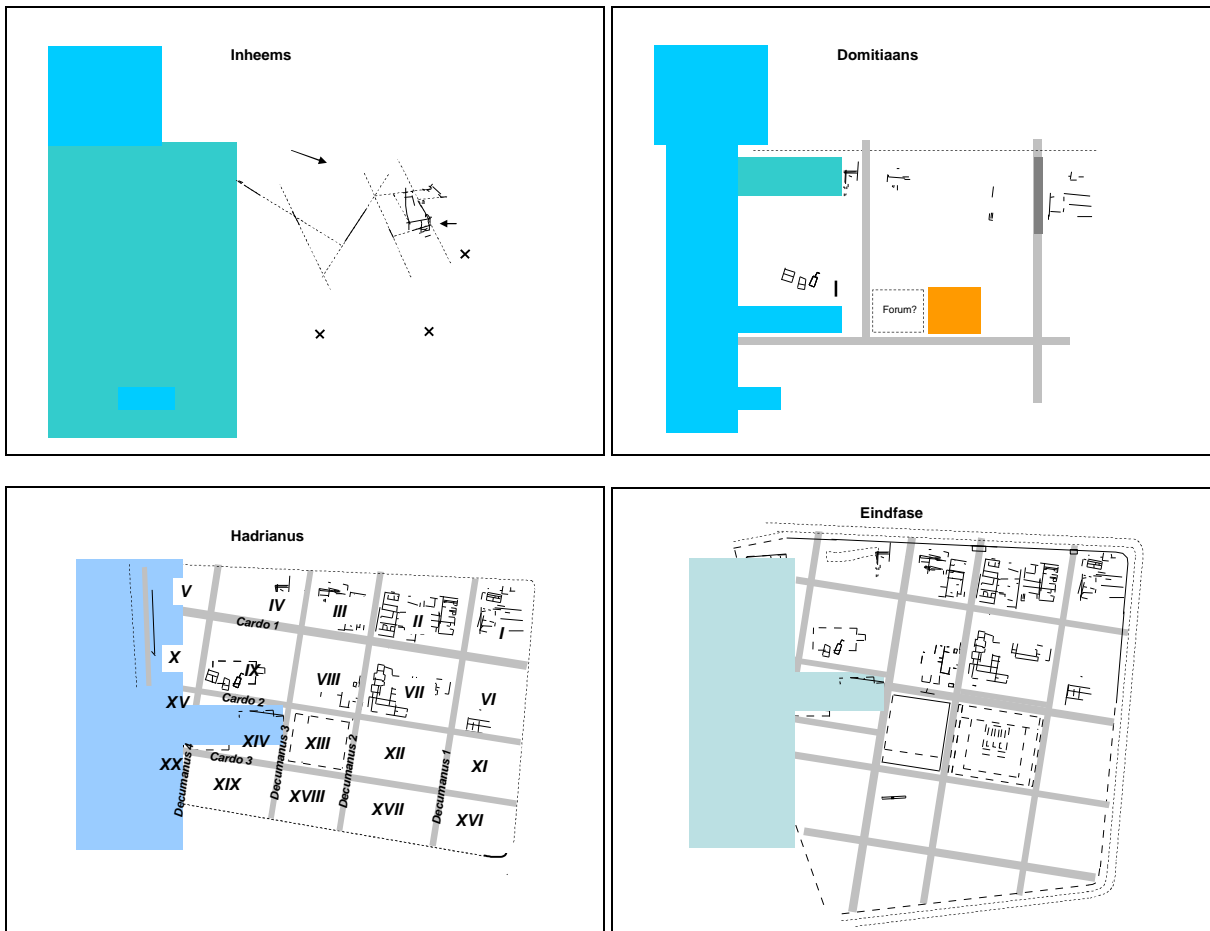 Inheems
Domitiaans
Forum?
Hadrianus
V
IV
III
II
I
Cardo 1
X
IX
VIII
VII
VI
XV
Cardo 2
XIV
XIII
XII
XI
XX
Cardo 3
XIX
XVIII
XVII
XVI
Decumanus 4
Decumanus 3
Decumanus 2
Decumanus 1
Eindfase